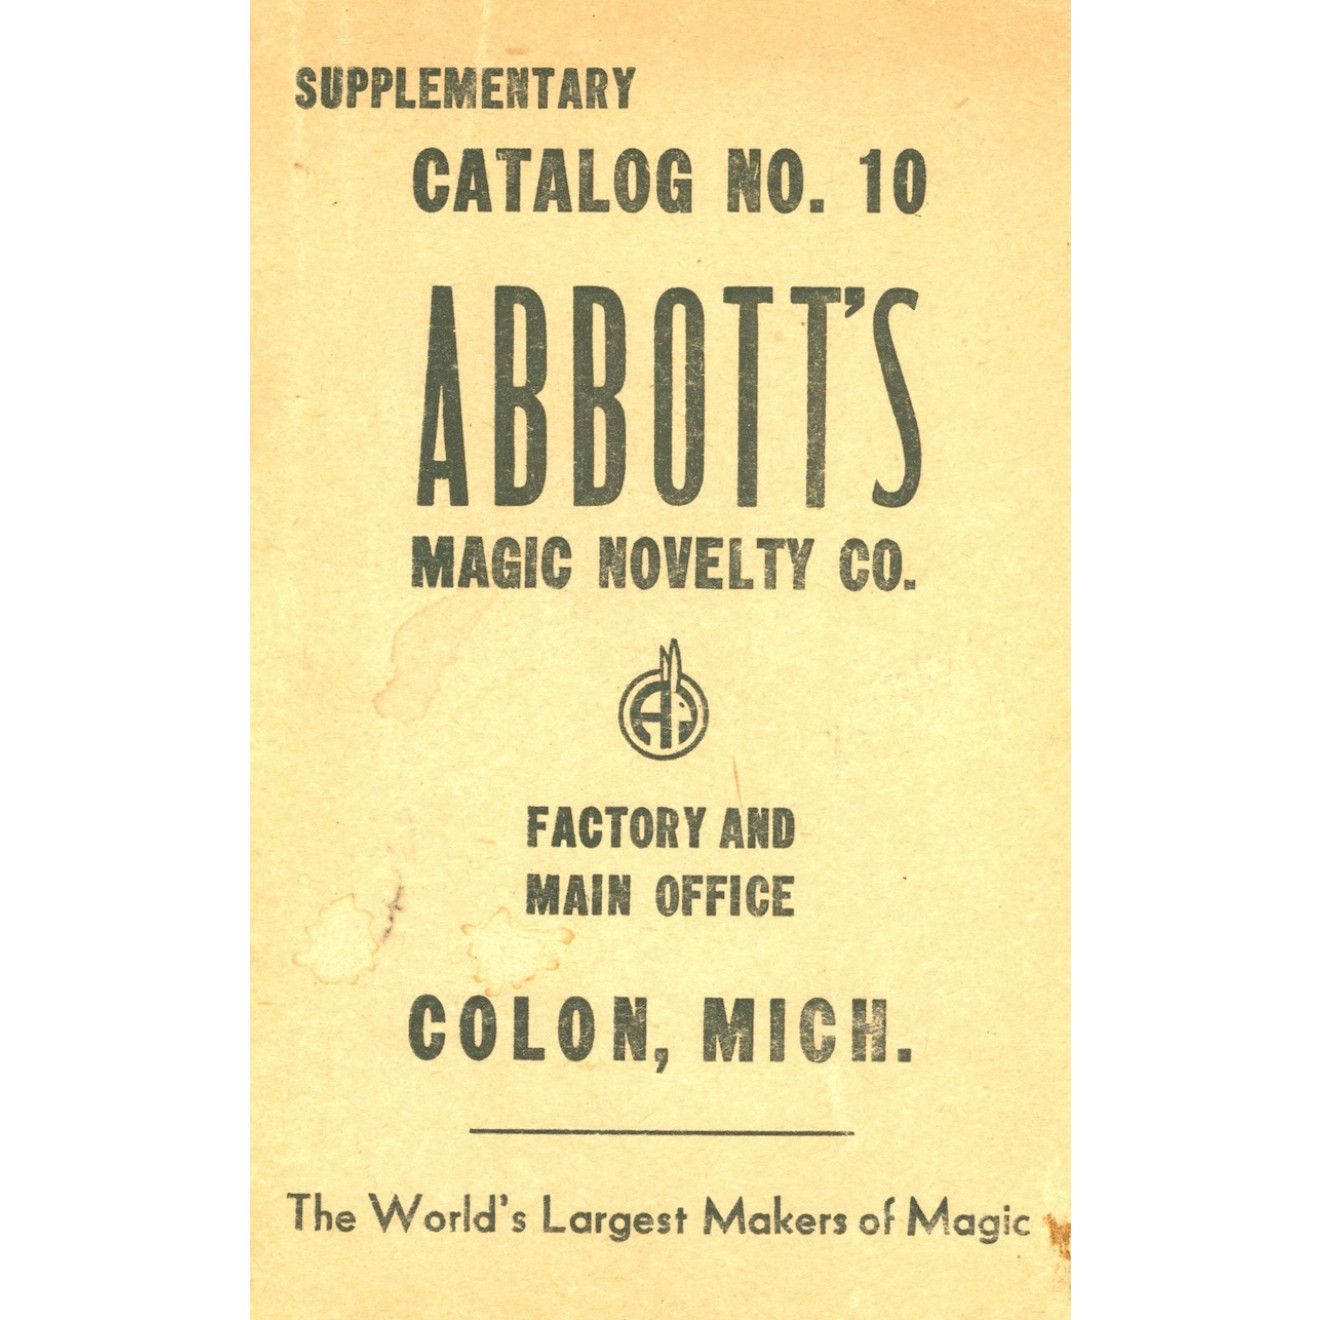 SUPPLEMENTARY
CATALOG NO. 10
ABBOTT'S
MAGIC NOVELTY CO.
A
FACTORY AND
MAIN OFFICE
COLON, MICH.
The World's Largest Makers of Magic